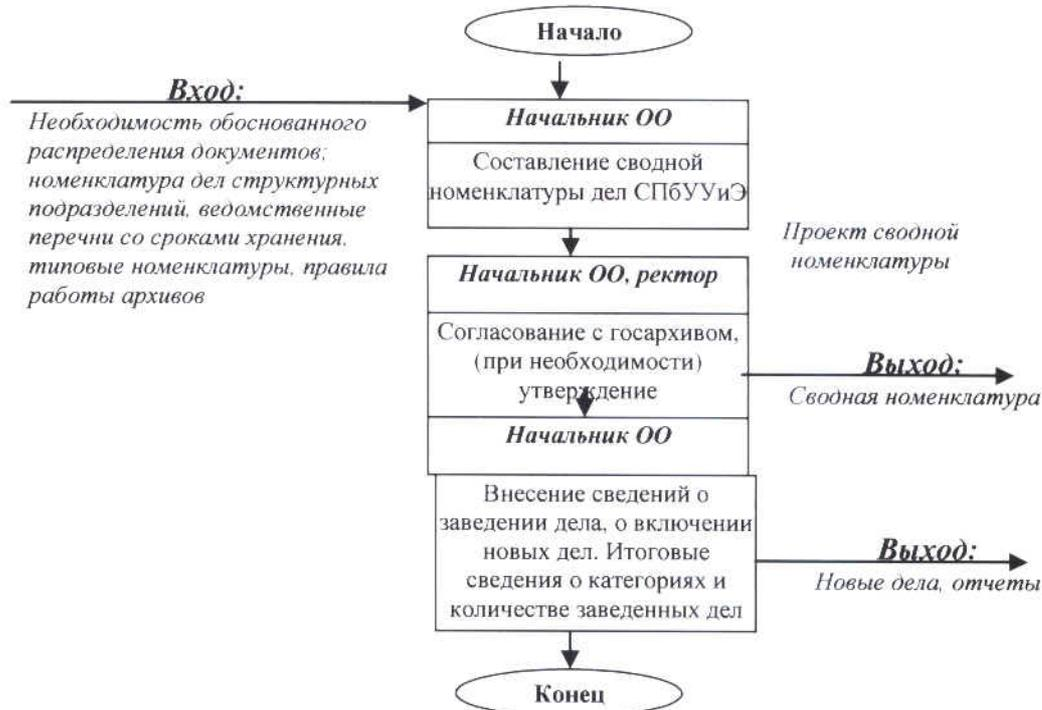 Начало
Вход:
Необходимость обоснованного
распределения документов;
номенклатура дел структурных
подразделений, ведомственные
перечни со сроками хранения,
типовые номенклатуры, правила
работы архивов
Начальник ОО
Составление сводной
номенклатуры дел СПбУУиЭ
Проект сводной
номенклатуры
Начальник ОО, ректор
Согласование с госархивом,
(при необходимости)
утверждение
Выход:
Сводная номенклатура
Начальник ОО
Внесение сведений о
заведении дела, о включении
новых дел. Итоговые
сведения о категориях и
количестве заведенных дел
Выход:
Новые дела, отчеты
Конец